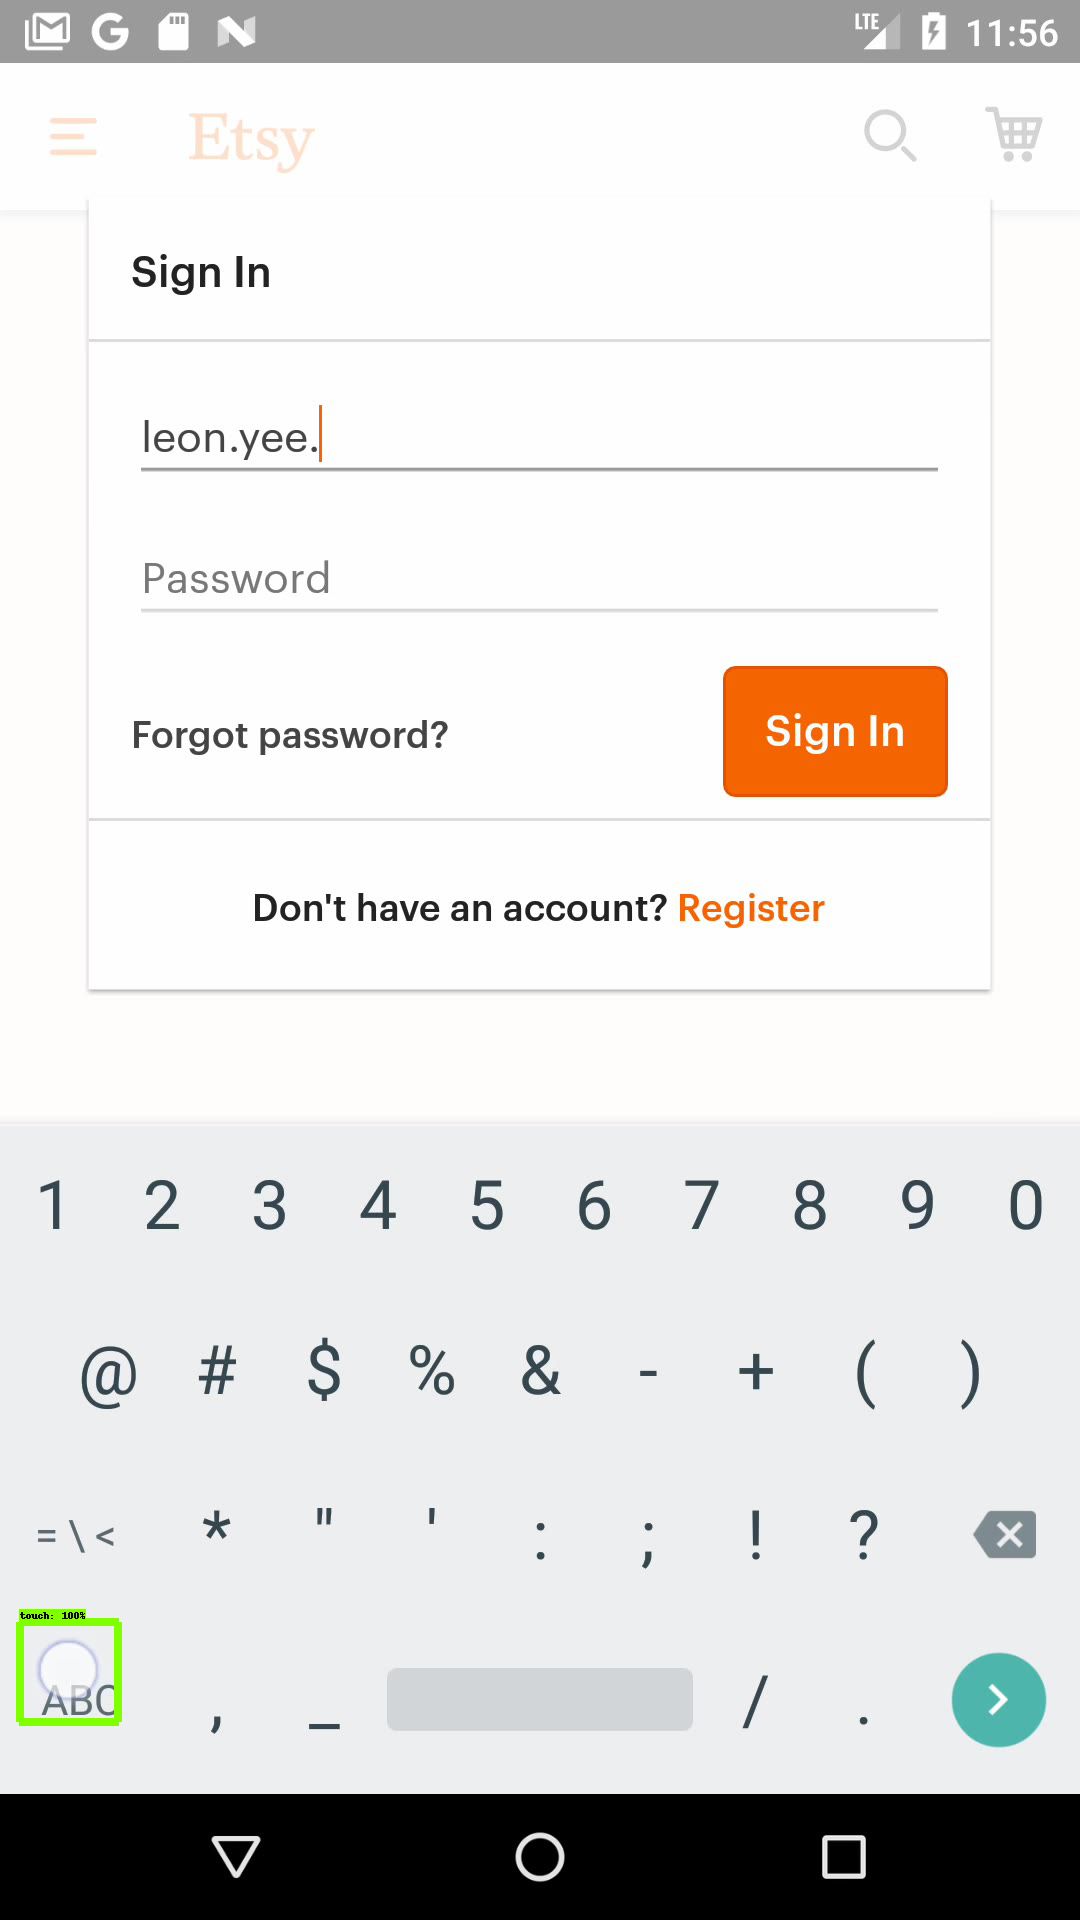 LTE 11:56
Etsy
Sign In
leon.yee.
Password
Forgot password? Sign In
Don't have an account? Register
1 2 3 4 5 6 7 8 9 0
@ # $ % & - + ( )
= \ < * " ' : ; ! ?
touch: 100%
ABC , _ / .